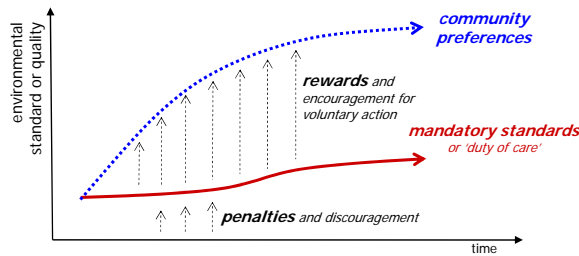 environmental
standard or quality
community
preferences
rewards and
encouragement for
voluntary action
mandatory standards
or ‘duty of care’
penalties and discouragement
time